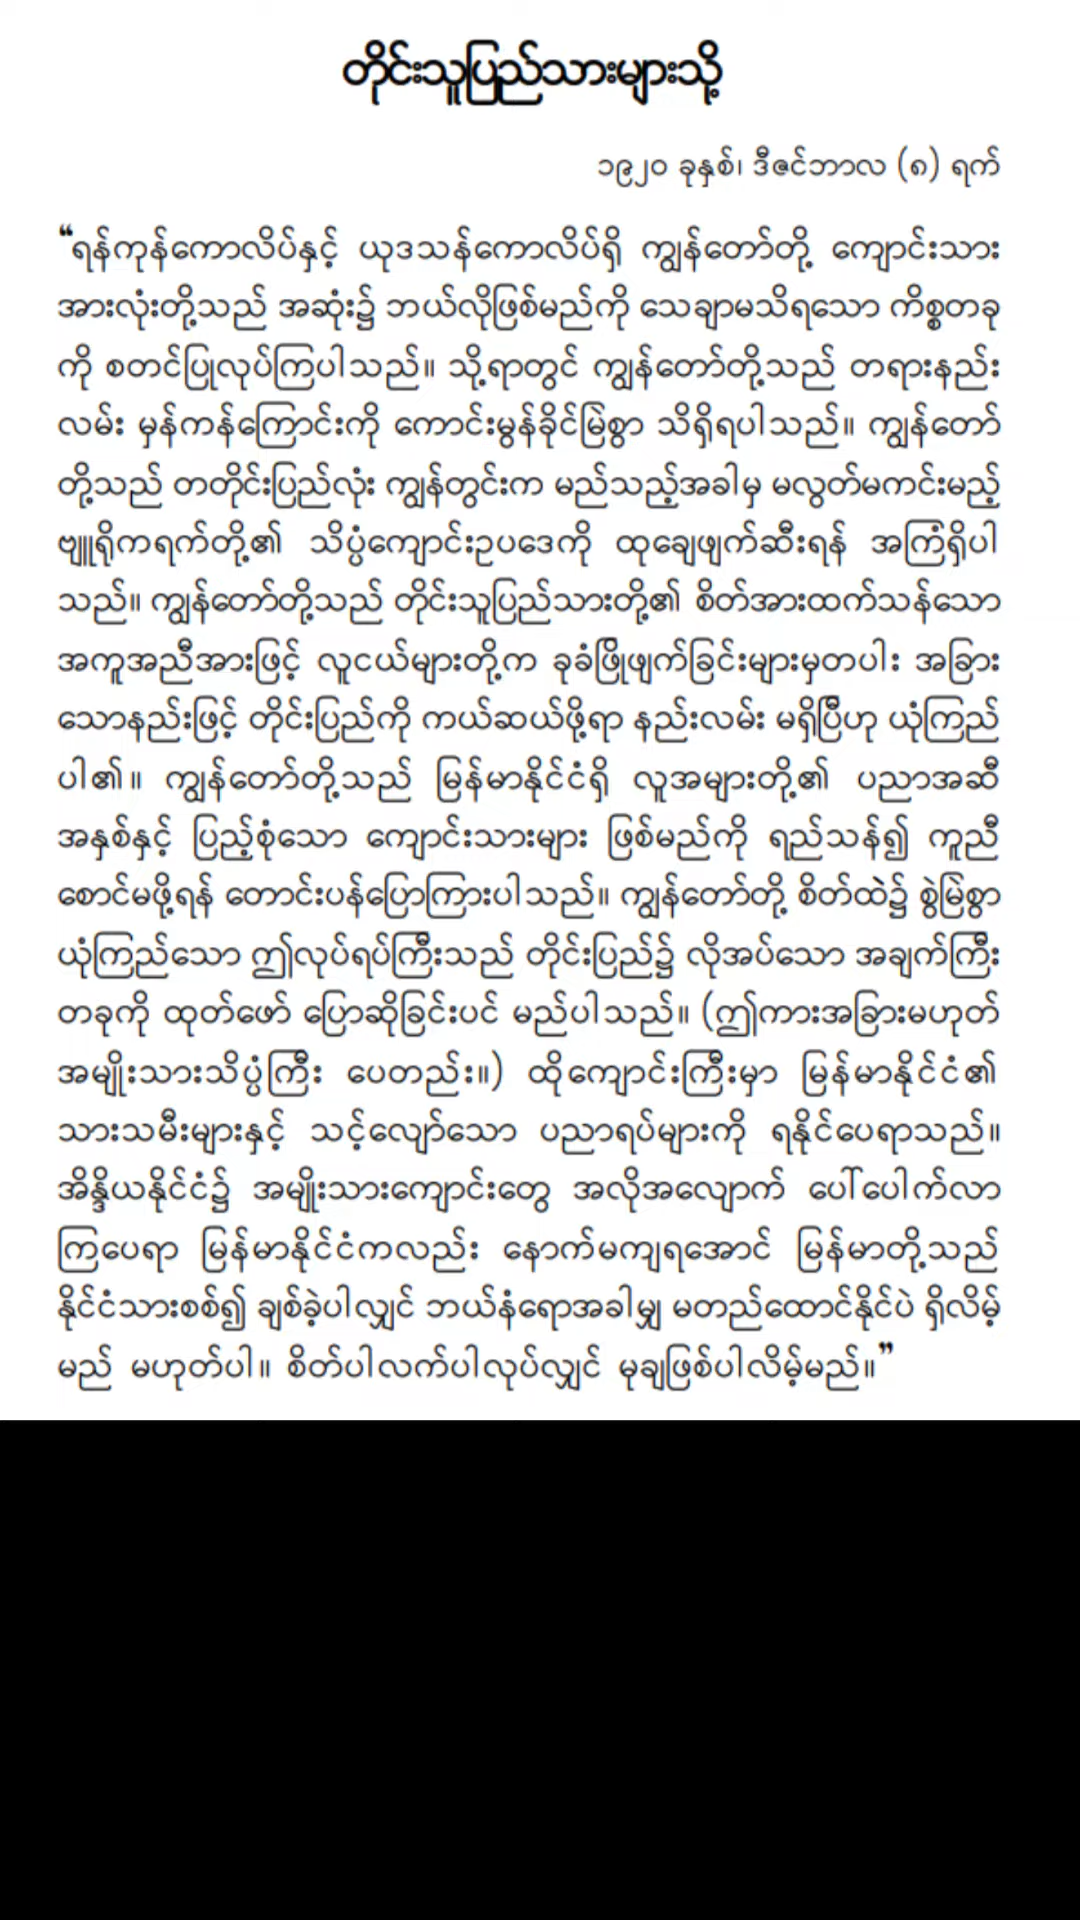 တိုင်းသူပြည်သားများသို့
၁၉၂၀ ခုနှစ်၊ ဒီဇင်ဘာလ (၈) ရက်
“ရန်ကုန်ကောလိပ်နှင့် ယုဒသန်ကောလိပ်ရှိ ကျွန်တော်တို့ ကျောင်းသား
အားလုံးတို့သည် အဆုံး၌ ဘယ်လိုဖြစ်မည်ကို သေချာမသိရသော ကိစ္စတခု
ကို စတင်ပြုလုပ်ကြပါသည်။ သို့ရာတွင် ကျွန်တော်တို့သည် တရားနည်း
လမ်း မှန်ကန်ကြောင်းကို ကောင်းမွန်ခိုင်မြဲစွာ သိရှိရပါသည်။ ကျွန်တော်
တို့သည် တတိုင်းပြည်လုံး ကျွန်တွင်းက မည်သည့်အခါမှ မလွတ်မကင်းမည့်
ဗျူရိုကရက်တို့၏ သိပ္ပံကျောင်းဥပဒေကို ထုချေဖျက်ဆီးရန် အကြံရှိပါ
သည်။ ကျွန်တော်တို့သည် တိုင်းသူပြည်သားတို့၏ စိတ်အားထက်သန်သော
အကူအညီအားဖြင့် လူငယ်များတို့က ခုခံဖြိုဖျက်ခြင်းများမှတပါး အခြား
သောနည်းဖြင့် တိုင်းပြည်ကို ကယ်ဆယ်ဖို့ရာ နည်းလမ်း မရှိပြီဟု ယုံကြည်
ပါ၏။ ကျွန်တော်တို့သည် မြန်မာနိုင်ငံရှိ လူအများတို့၏ ပညာအဆီ
အနှစ်နှင့် ပြည့်စုံသော ကျောင်းသားများ ဖြစ်မည်ကို ရည်သန်၍ ကူညီ
စောင်မဖို့ရန် တောင်းပန်ပြောကြားပါသည်။ ကျွန်တော်တို့ စိတ်ထဲ၌ စွဲမြဲစွာ
ယုံကြည်သော ဤလုပ်ရပ်ကြီးသည် တိုင်းပြည်၌ လိုအပ်သော အချက်ကြီး
တခုကို ထုတ်ဖော် ပြောဆိုခြင်းပင် မည်ပါသည်။ (ဤကားအခြားမဟုတ်
အမျိုးသားသိပ္ပံကြီး ပေတည်း။) ထိုကျောင်းကြီးမှာ မြန်မာနိုင်ငံ၏
သားသမီးများနှင့် သင့်လျော်သော ပညာရပ်များကို ရနိုင်ပေရာသည်။
အိန္ဒိယနိုင်ငံ၌ အမျိုးသားကျောင်းတွေ အလိုအလျောက် ပေါ်ပေါက်လာ
ကြပေရာ မြန်မာနိုင်ငံကလည်း နောက်မကျရအောင် မြန်မာတို့သည်
နိုင်ငံသားစစ်၍ ချစ်ခဲ့ပါလျှင် ဘယ်နံရောအခါမျှ မတည်ထောင်နိုင်ပဲ ရှိလိမ့်
မည် မဟုတ်ပါ။ စိတ်ပါလက်ပါလုပ်လျှင် မုချဖြစ်ပါလိမ့်မည်။”